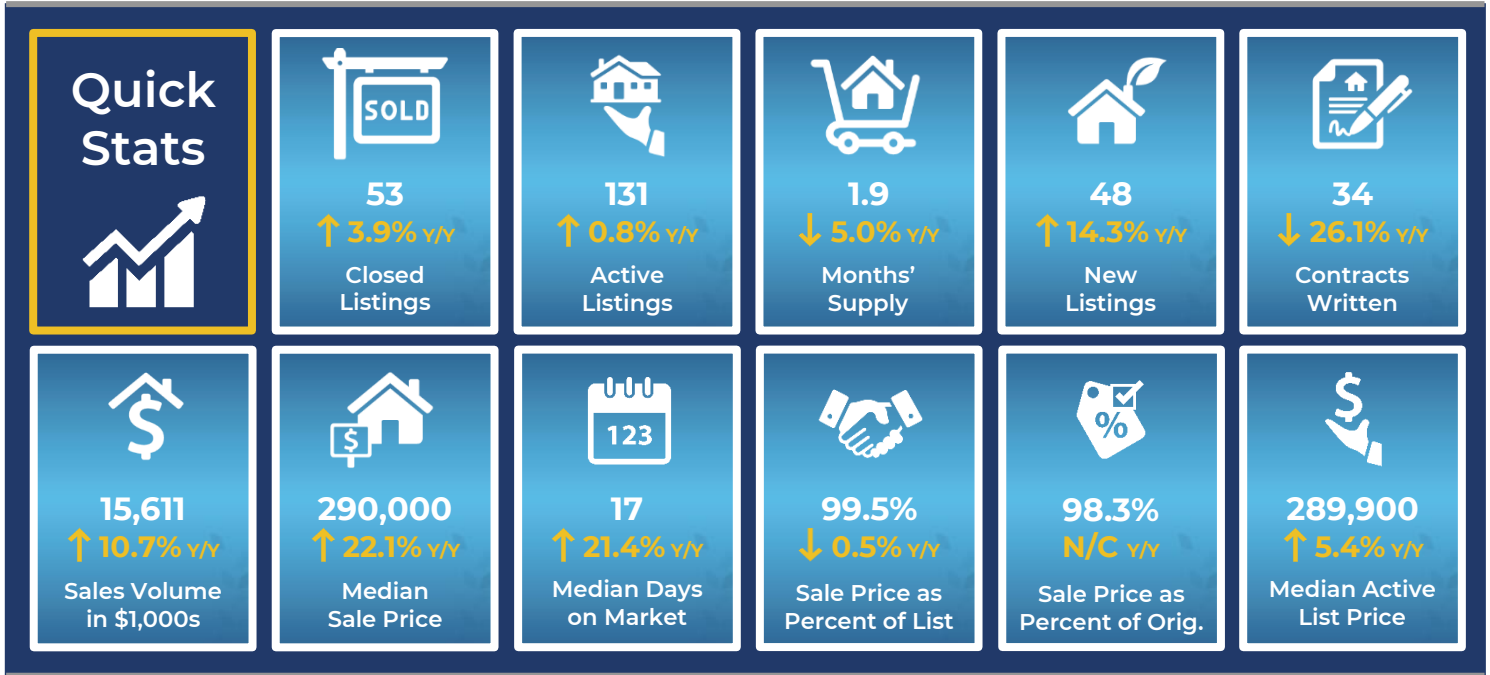 Quick
Stats
SOLD
53
↑ 3.9% Y/Y
Closed
Listings
131
↑ 0.8% Y/Y
Active
Listings
1.9
↓ 5.0% Y/Y
Months’
Supply
48
↑ 14.3% Y/Y
New
Listings
34
↓ 26.1% Y/Y
Contracts
Written
$
15,611
↑ 10.7% Y/Y
Sales Volume
in $1,000s
$
290,000
↑ 22.1% Y/Y
Median
Sale Price
123
17
↑ 21.4% Y/Y
Median Days
on Market
99.5%
↓ 0.5% Y/Y
Sale Price as
Percent of List
%
98.3%
N/C Y/Y
Sale Price as
Percent of Orig.
$
289,900
↑ 5.4% Y/Y
Median Active
List Price